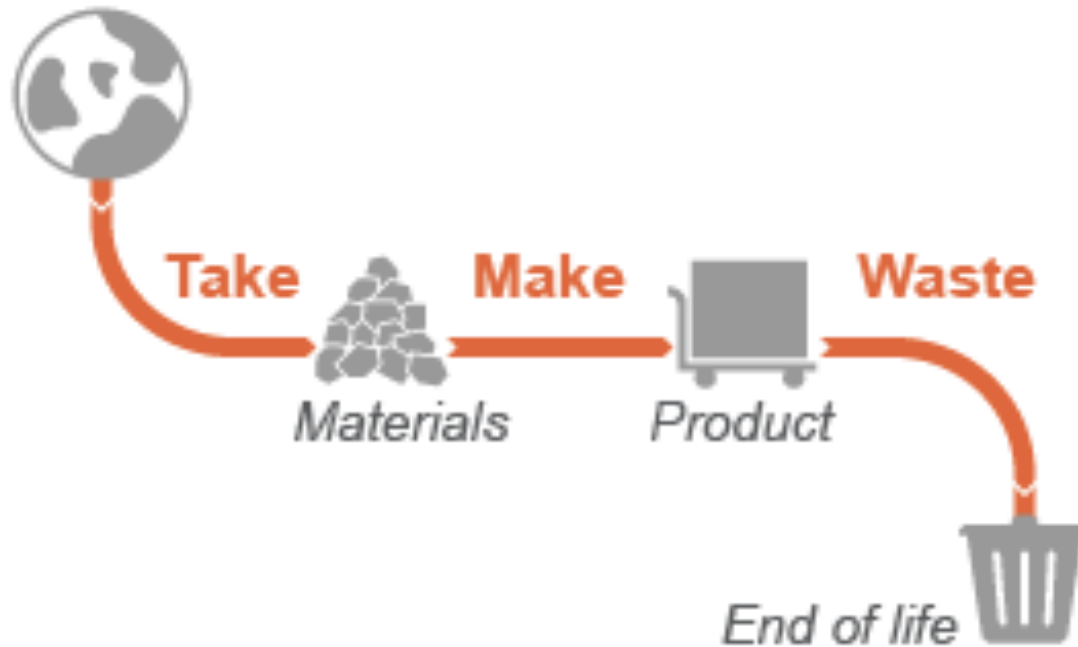 Take
Make
Waste
Materials
Product
End of life